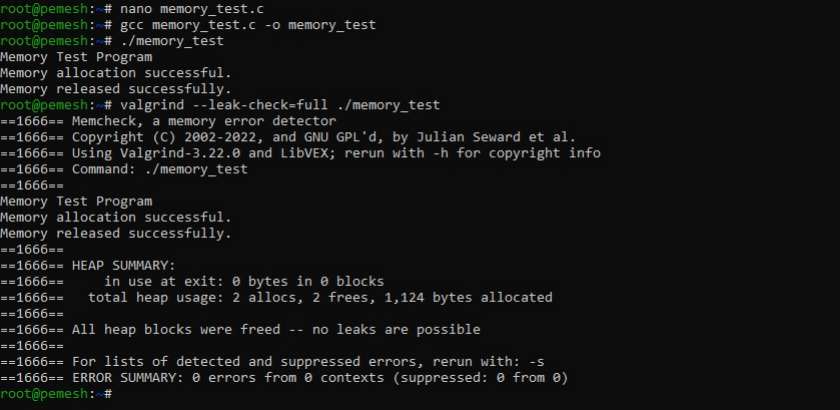 root@pemesh:~# nano memory_test.c
root@pemesh:~# gcc memory_test.c -o memory_test
root@pemesh:~# ./memory_test
Memory Test Program
Memory allocation successful.
Memory released successfully.
root@pemesh:~# valgrind --leak-check=full ./memory_test
==1666== Memcheck, a memory error detector
==1666== Copyright (C) 2002-2022, and GNU GPL'd, by Julian Seward et al.
==1666== Using Valgrind-3.22.0 and LibVEX; rerun with -h for copyright info
==1666== Command: ./memory_test
==1666==
Memory Test Program
Memory allocation successful.
Memory released successfully.
==1666==
==1666== HEAP SUMMARY:
==1666==     in use at exit: 0 bytes in 0 blocks
==1666==   total heap usage: 2 allocs, 2 frees, 1,124 bytes allocated
==1666==
==1666== All heap blocks were freed -- no leaks are possible
==1666==
==1666== For lists of detected and suppressed errors, rerun with: -s
==1666== ERROR SUMMARY: 0 errors from 0 contexts (suppressed: 0 from 0)
root@pemesh:~#